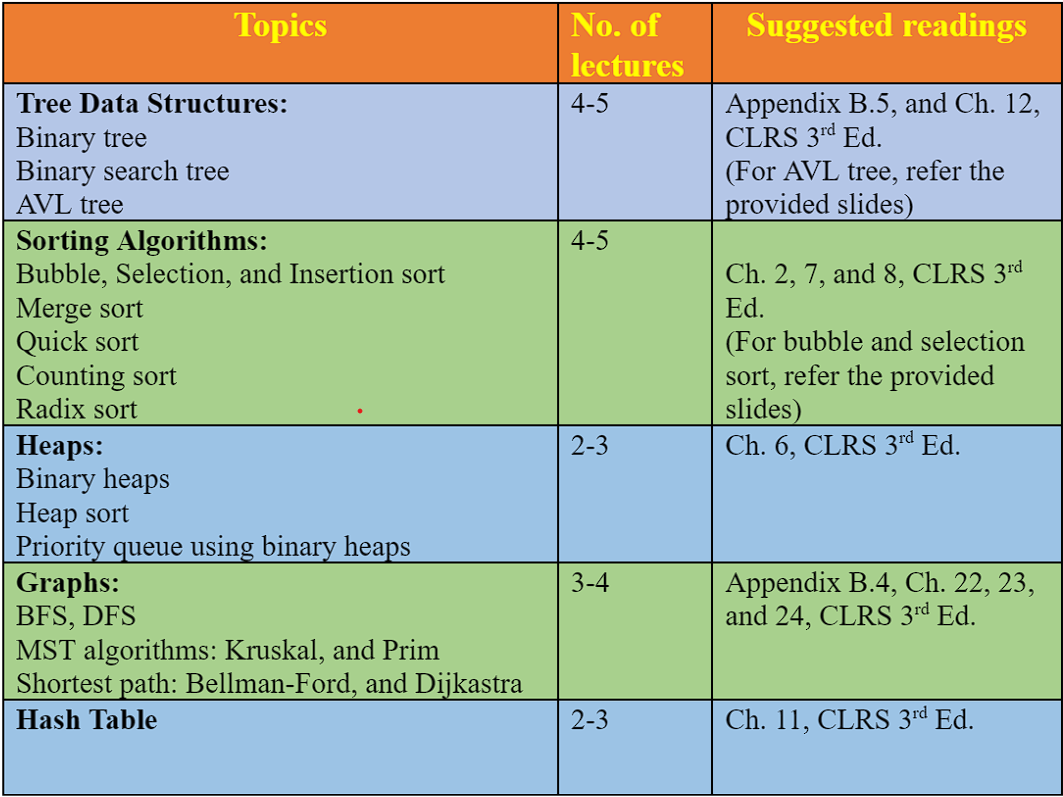 Topics
No. of
lectures
Suggested readings
Tree Data Structures:
Binary tree
Binary search tree
AVL tree
4-5
Appendix B.5, and Ch. 12,
CLRS 3rd Ed.
(For AVL tree, refer the
provided slides)
Sorting Algorithms:
Bubble, Selection, and Insertion sort
Merge sort
Quick sort
Counting sort
Radix sort
4-5
Ch. 2, 7, and 8, CLRS 3rd
Ed.
(For bubble and selection
sort, refer the provided
slides)
Heaps:
Binary heaps
Heap sort
Priority queue using binary heaps
2-3
Ch. 6, CLRS 3rd Ed.
Graphs:
BFS, DFS
MST algorithms: Kruskal, and Prim
Shortest path: Bellman-Ford, and Dijkastra
3-4
Appendix B.4, Ch. 22, 23,
and 24, CLRS 3rd Ed.
Hash Table
2-3
Ch. 11, CLRS 3rd Ed.